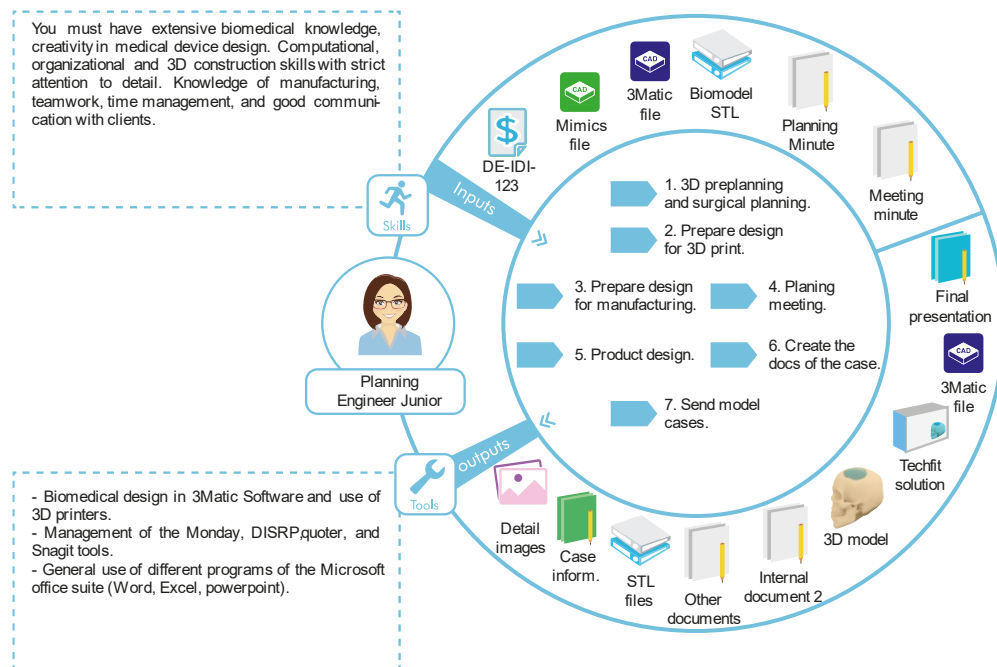 You must have extensive biomedical knowledge,
creativity in medical device design. Computational,
organizational and 3D construction skills with strict
attention to detail. Knowledge of manufacturing,
teamwork, time management, and good communi-
cation with clients.
Skills
Inputs
DE-IDI-
123
Mimics
file
CAD
3Matic
file
CAD
Biomodel
STL
Planning
Minute
Meeting
minute
1. 3D preplanning
and surgical planning.
2. Prepare design
for 3D print.
3. Prepare design
for manufacturing.
4. Planing
meeting.
5. Product design.
6. Create the
docs of the case.
7. Send model
cases.
Planning
Engineer Junior
Final
presentation
CAD
3Matic
file
Techfit
solution
3D model
Internal
document 2
Other
documents
STL
files
Case
inform.
Detail
images
outputs
Tools
- Biomedical design in 3Matic Software and use of
3D printers.
- Management of the Monday, DISRP,quoter, and
Snagit tools.
- General use of different programs of the Microsoft
office suite (Word, Excel, powerpoint).